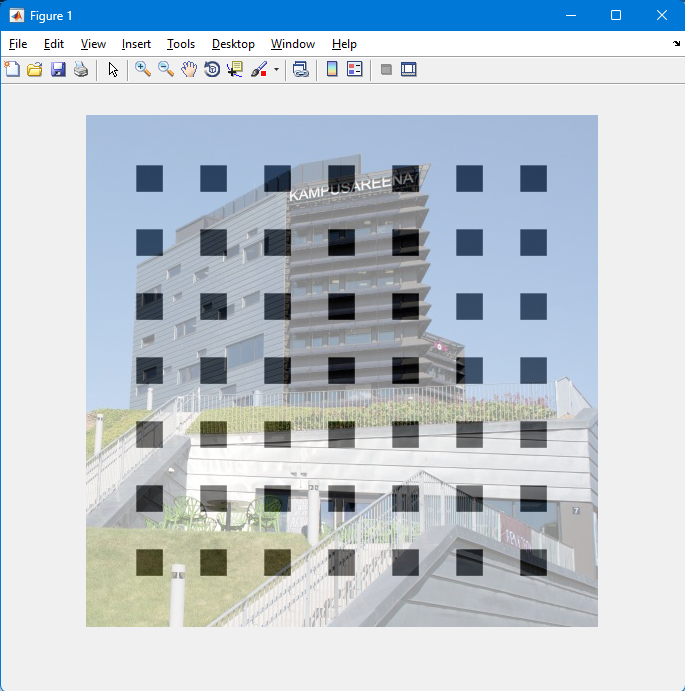 Figure 1
File Edit View Insert Tools Desktop Window Help
KAMPUSAREENA
7